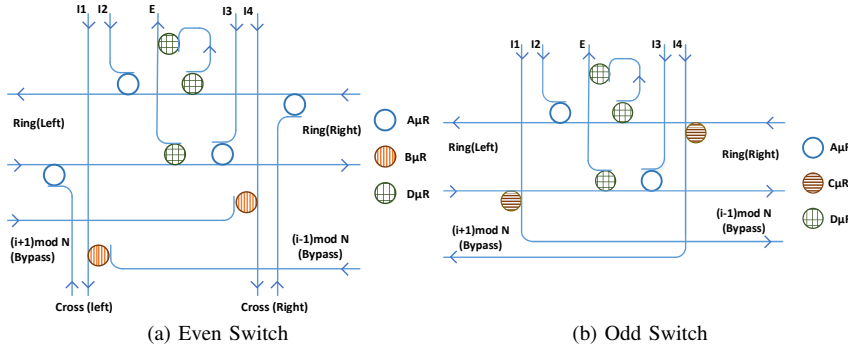 I1 I2 E I3 I4
Ring(Left)
Ring(Right)
AμR
BμR
DμR
(i+1)mod N
(Bypass)
(i-1)mod N
(Bypass)
Cross (left)
Cross (Right)
(a) Even Switch
I1 I2 E I3 I4
Ring(Left)
Ring(Right)
AμR
CμR
DμR
(i-1)mod N
(Bypass)
(i+1)mod N
(Bypass)
(b) Odd Switch